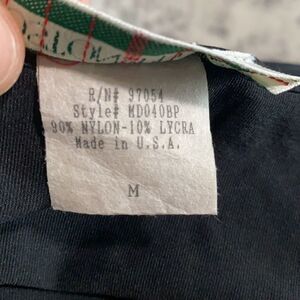 R/N# 97054
Style# MD040BP
90% NYLON-10% LYCRA
Made in U.S.A.
M